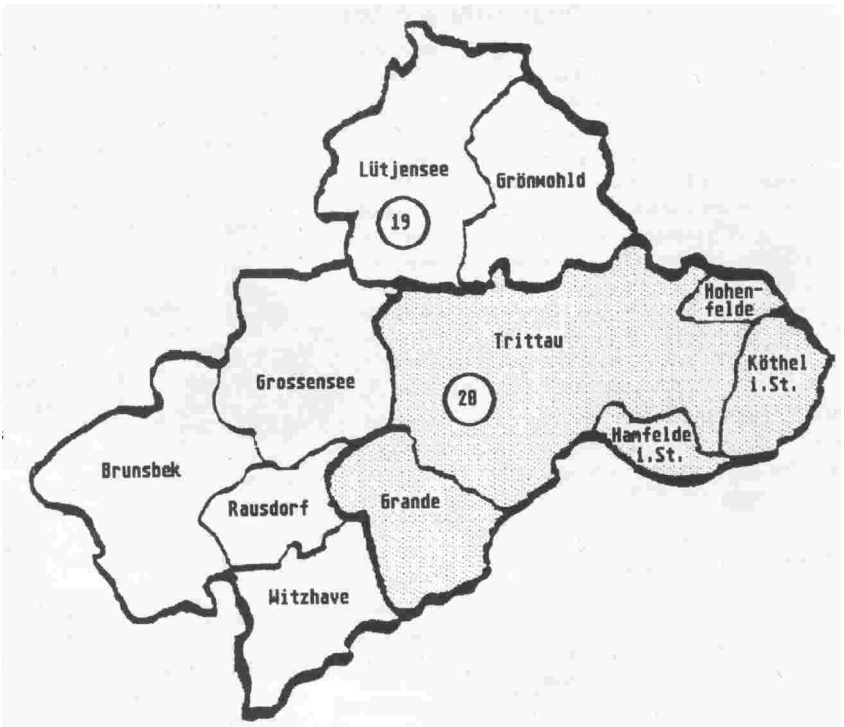 Lütjensee
Grönwohld
19
Hohen-
felde
Trittau
Köthel
i.St.
Grossensee
20
Hamfelde
i.St.
Brunsbek
Rausdorf
Grande
Witzhave